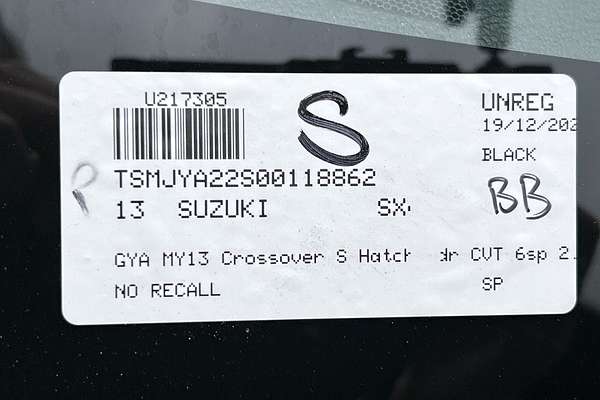 U217305
S
UNREG
19/12/202
BLACK
TSMJYA22S00118862
P
BB
13 SUZUKI SX
GYA MY13 Crossover S Hatch CVT 6sp 2.
NO RECALL
SP